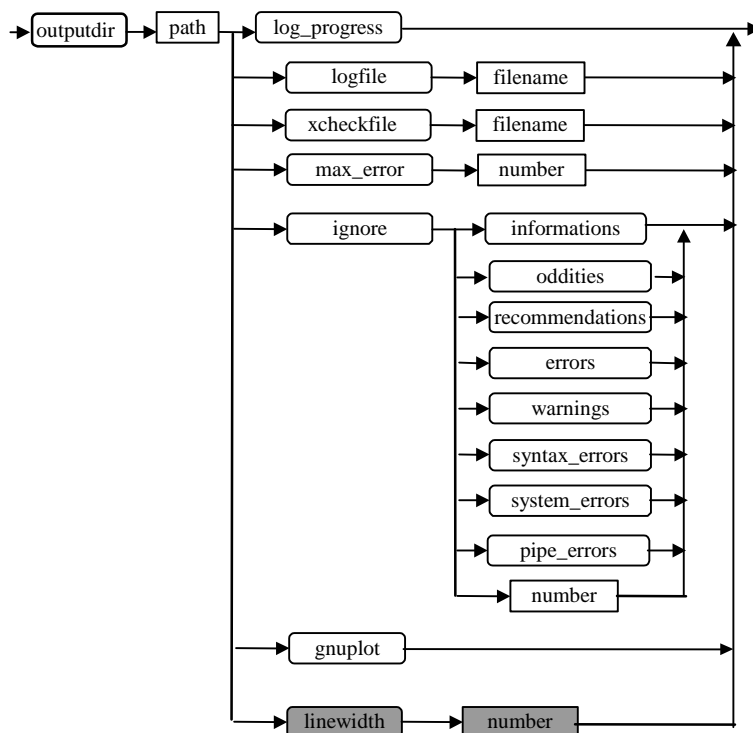 outputdir path log_progress
logfile filename
xcheckfile filename
max_error number
ignore informations
oddities
recommendations
errors
warnings
syntax_errors
system_errors
pipe_errors
number
gnuplot
linewidth number